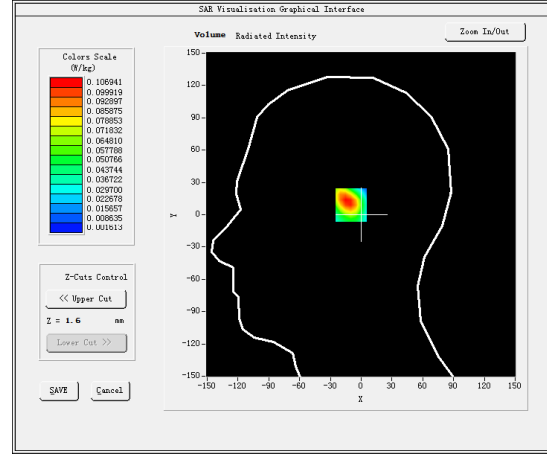 SAR Visualisation Graphical Interface
Volume Radiated Intensity
Zoom In/Out
Colors Scale
(W/kg)
0.106941
0.099919
0.092897
0.085875
0.078853
0.071832
0.064810
0.057788
0.050766
0.043744
0.036722
0.029700
0.022678
0.015657
0.008635
0.001613
Z-Cuts Control
<< Upper Cut
Z = 1.6 mm
Lower Cut >>
SAVE Cancel
150
120
90
60
30
0
-30
-60
-90
-120
-150
Y
-150 -120 -90 -60 -30 0 30 60 90 120 150
X